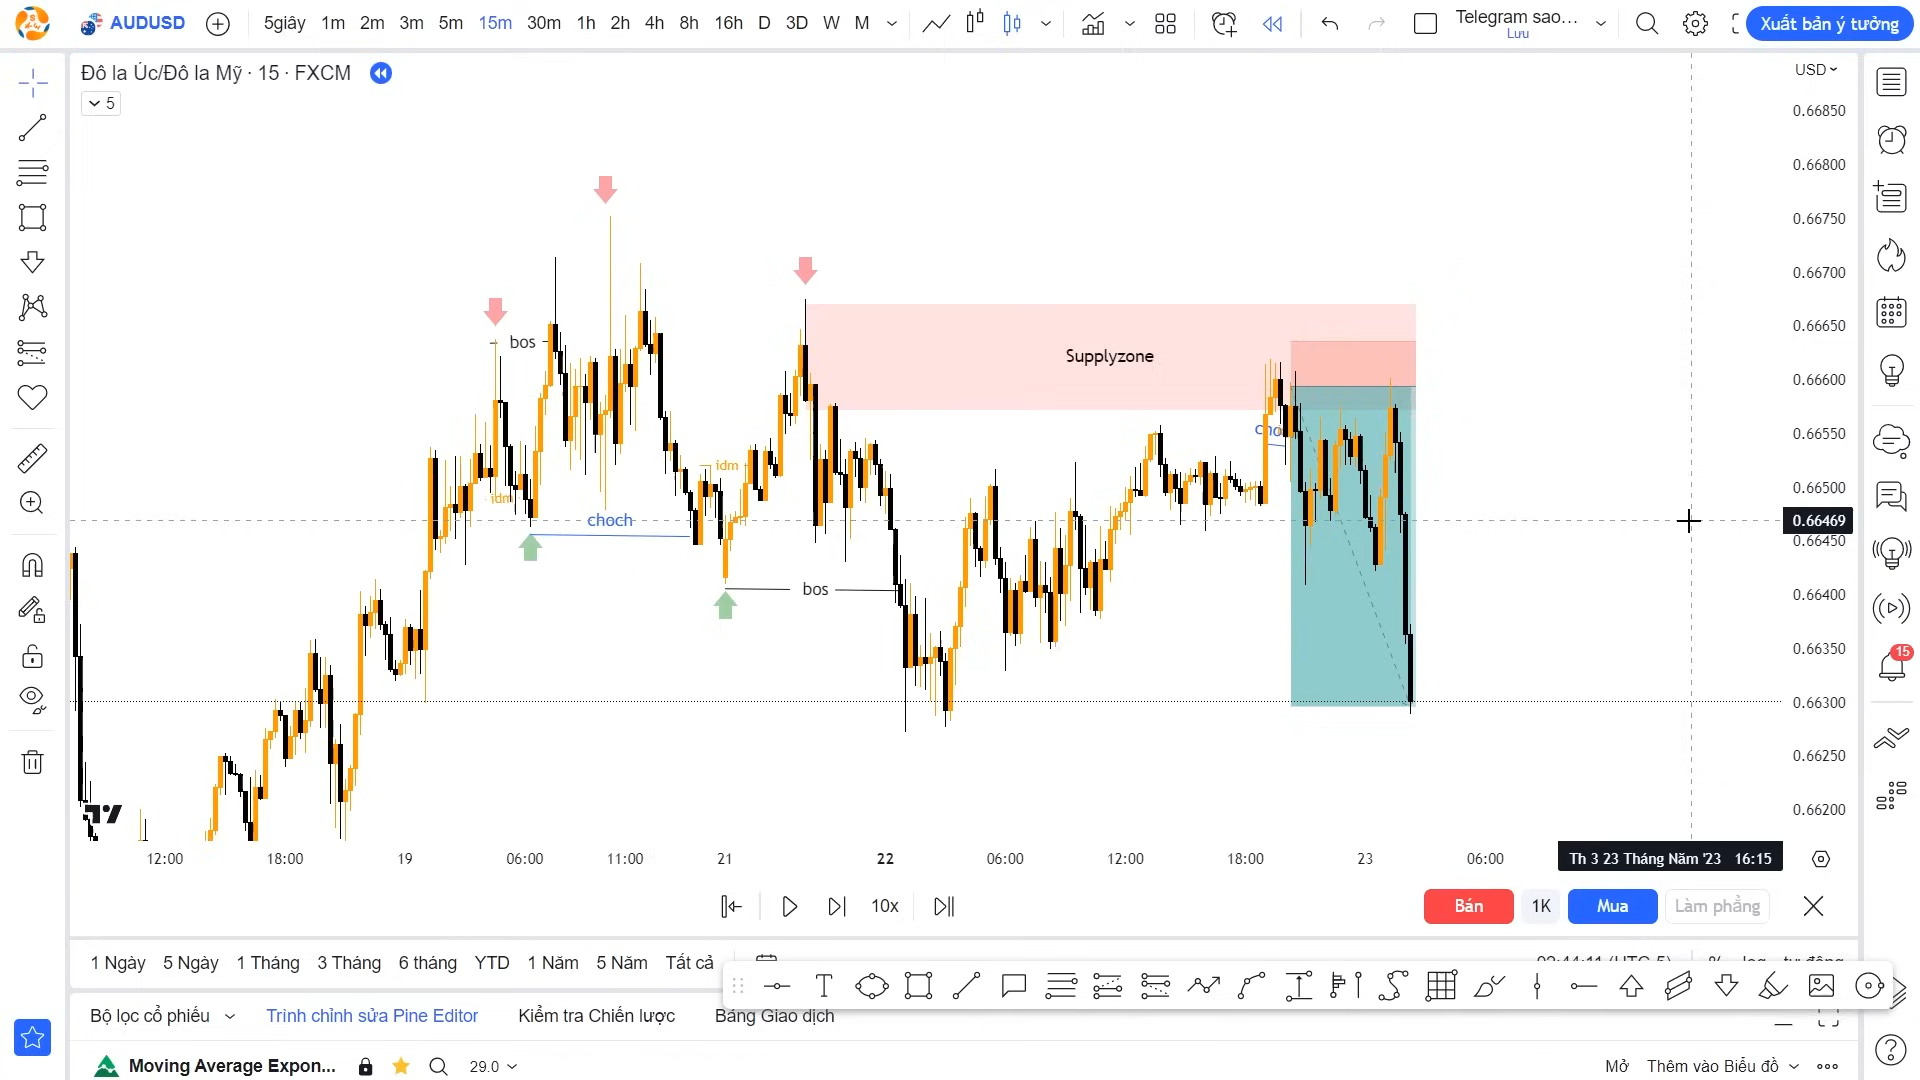 AUDUSD 5giây 1m 2m 3m 5m 15m 30m 1h 2h 4h 8h 16h D 3D W M Telegram sao... Xuất bản ý tưởng
Lưu
Đô la Úc/Đô la Mỹ · 15 · FXCM
USD
5
0.66850
0.66800
0.66750
0.66700
0.66650
bos
Supplyzone
0.66600
cho
0.66550
idm
idm
0.66500
choch
0.66469
0.66450
bos
0.66400
0.66350
15
0.66300
0.66250
0.66200
12:00 18:00 19 06:00 11:00 21 22 06:00 12:00 18:00 23 06:00 Th 3 23 Tháng Năm '23 16:15
10x Bán 1K Mua Làm phẳng
1 Ngày 5 Ngày 1 Tháng 3 Tháng 6 tháng YTD 1 Năm 5 Năm Tất cả
Bộ lọc cổ phiếu Trình chỉnh sửa Pine Editor Kiểm tra Chiến lược Bảng Giao dịch
Moving Average Expon... 29.0 Mở Thêm vào Biểu đồ